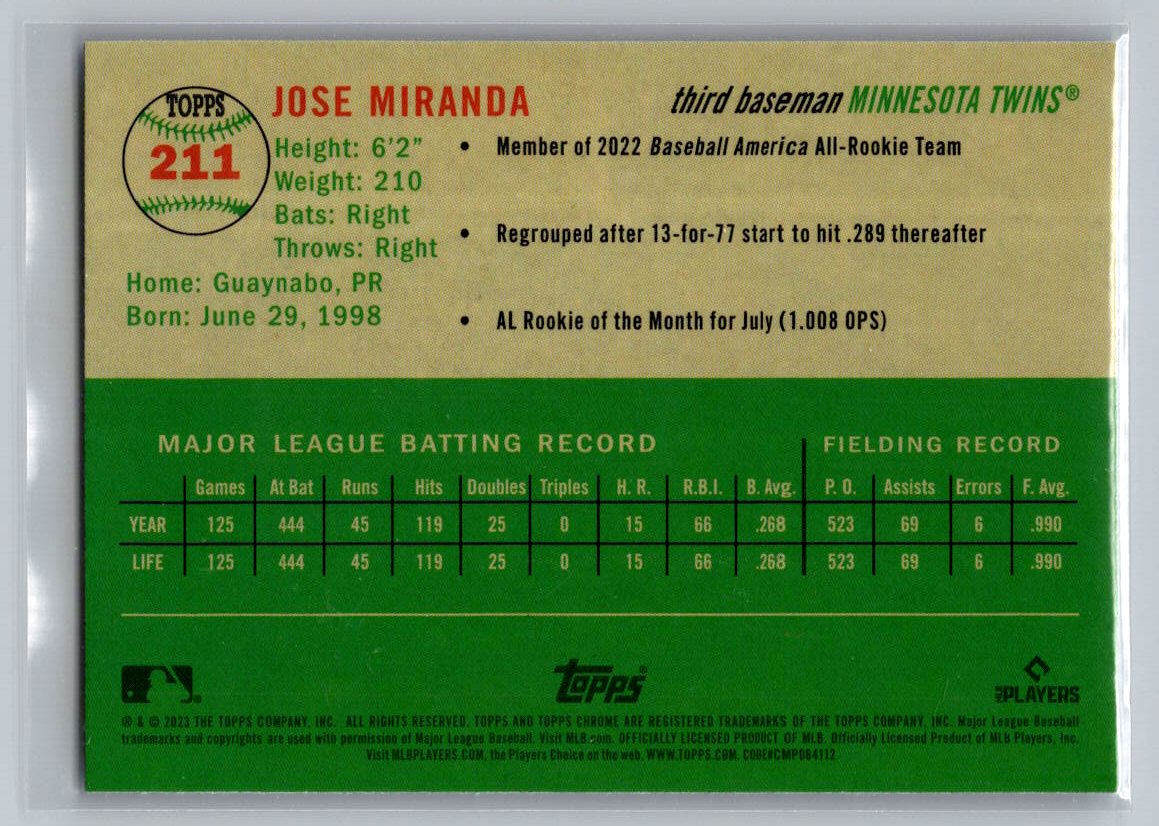 TOPPS
211
JOSE MIRANDA
third baseman MINNESOTA TWINS®
Height: 6'2"
Weight: 210
Bats: Right
Throws: Right
Home: Guaynabo, PR
Born: June 29, 1998
• Member of 2022 Baseball America All-Rookie Team
• Regrouped after 13-for-77 start to hit .289 thereafter
• AL Rookie of the Month for July (1.008 OPS)
MAJOR LEAGUE BATTING RECORD FIELDING RECORD
Games At Bat Runs Hits Doubles Triples H. R. R.B.I. B. Avg. P. O. Assists Errors F. Avg.
YEAR 125 444 45 119 25 0 15 66 .268 523 69 6 .990
LIFE 125 444 45 119 25 0 15 66 .268 523 69 6 .990
Topps®
PLAYERS
® & © 2023 THE TOPPS COMPANY, INC. ALL RIGHTS RESERVED. TOPPS AND TOPPS CHROME ARE REGISTERED TRADEMARKS OF THE TOPPS COMPANY, INC. Major League Baseball
trademarks and copyrights are used with permission of Major League Baseball. Visit MLB.com. OFFICIALLY LICENSED PRODUCT OF MLB. Officially Licensed Product of MLB Players, Inc.
Visit MLBPLAYERS.COM, the Players Choice on the web. WWW.TOPPS.COM. CODE#CMP084112